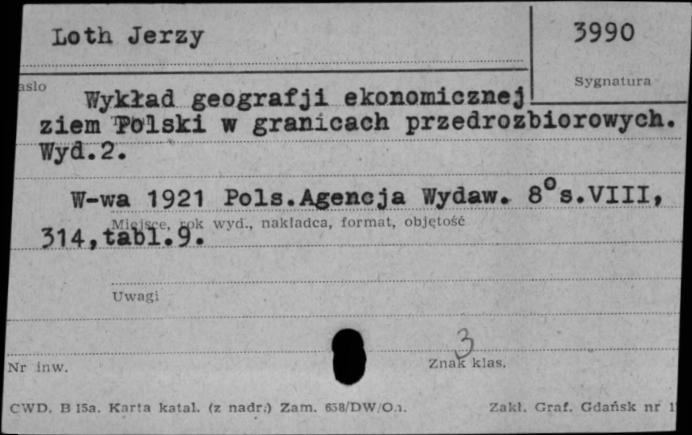 Loth Jerzy
3990
asło
Sygnatura
Wykład geografji ekonomicznej
ziem Polski w granicach przedrozbiorowych.
Wyd.2.
W-wa 1921 Pols.Agencja Wydaw. 8° s.VIII,
Miejsce, rok wyd., nakładca, format, objętość
314,tabl.9.
Uwagi
3
Nr inw.
Znak klas.
CWD. B 15a. Karta katal. (z nadr.) Zam. 658/DW/O.1.
Zakł. Graf. Gdańsk nr 1